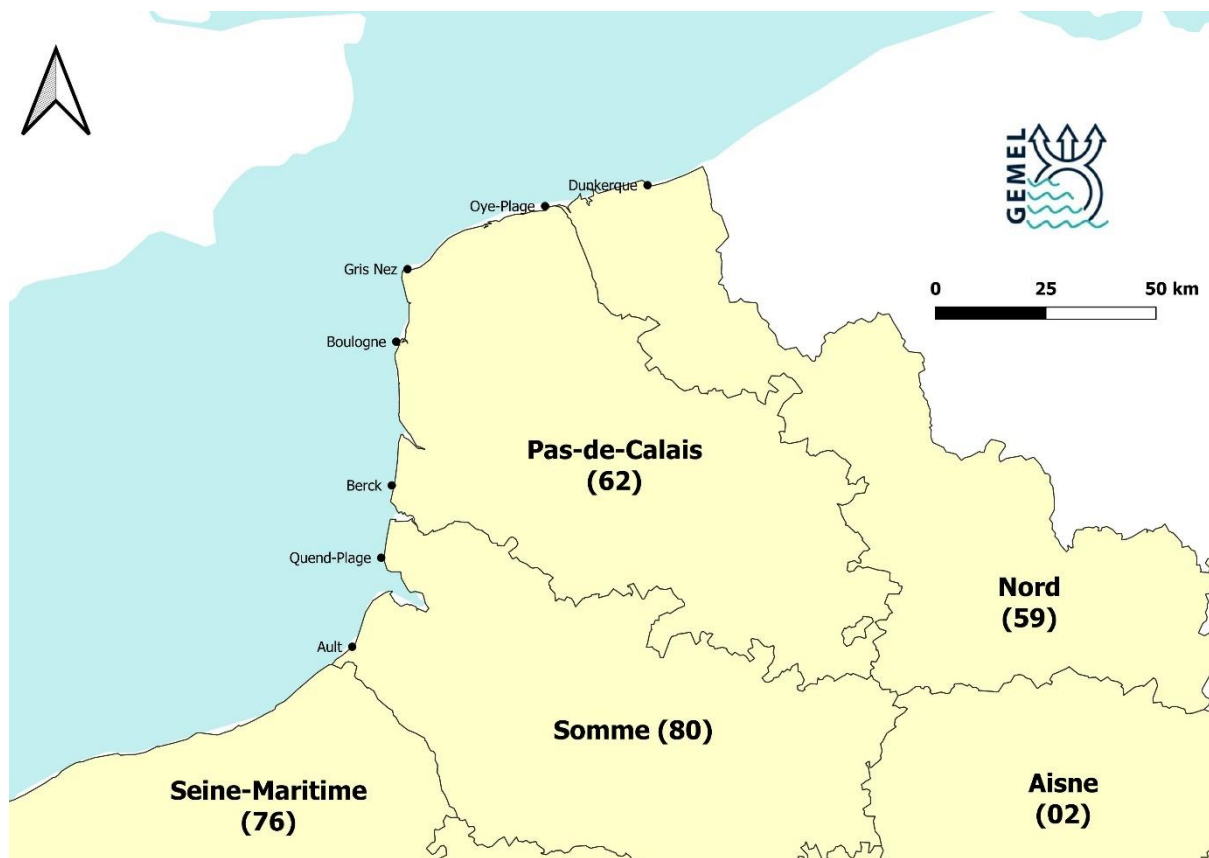 GEMEL
Dunkerque
Oye-Plage
Gris Nez
0 25 50 km
Boulogne
Pas-de-Calais
(62)
Berck
Quend-Plage
Nord
(59)
Ault
Somme (80)
Seine-Maritime
(76)
Aisne
(02)